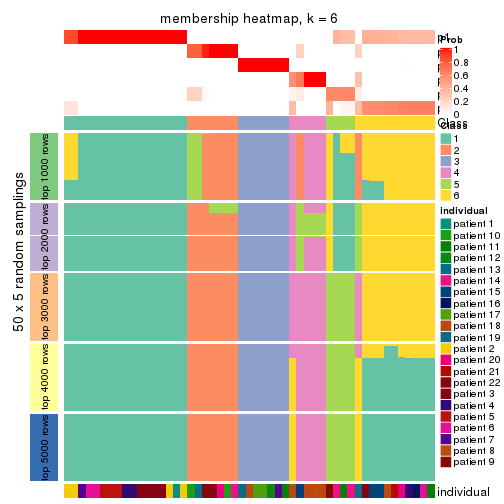 membership heatmap, k = 6
Prob
1
0.8
0.6
0.4
0.2
0
Class
Class
1
2
3
4
5
6
50 x 5 random samplings
top 1000 rows
top 2000 rows
top 3000 rows
top 4000 rows
top 5000 rows
individual
patient 1
patient 10
patient 11
patient 12
patient 13
patient 14
patient 15
patient 16
patient 17
patient 18
patient 19
patient 2
patient 20
patient 21
patient 22
patient 3
patient 4
patient 5
patient 6
patient 7
patient 8
patient 9
individual